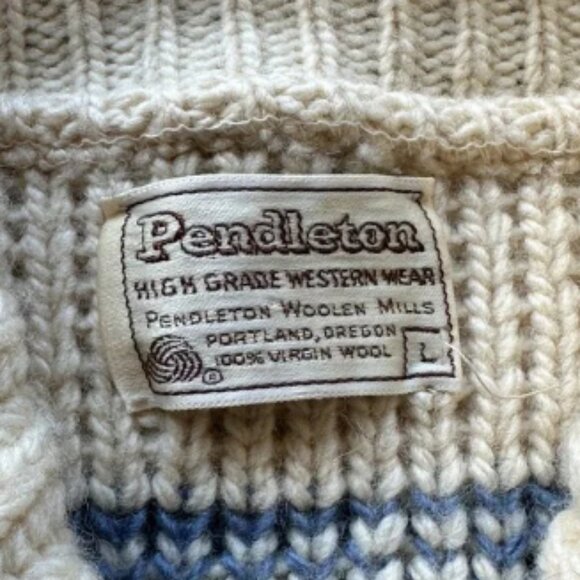 Pendleton
HIGH GRADE WESTERN WEAR
PENDLETON WOOLEN MILLS
PORTLAND, OREGON
100% VIRGIN WOOL
L